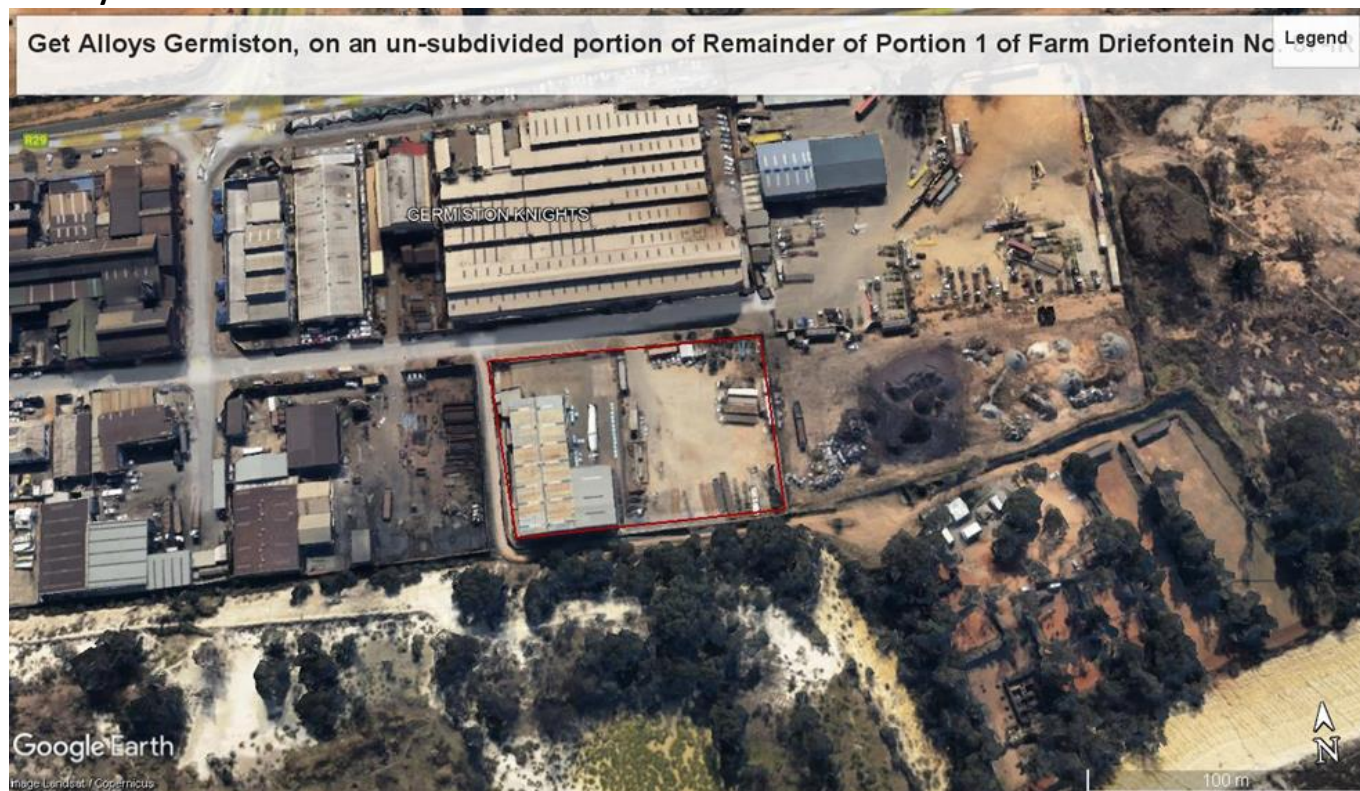 Get Alloys Germiston, on an un-subdivided portion of Remainder of Portion 1 of Farm Driefontein No.
Legend
R29
GERMISTON KNIGHTS
Google Earth
Image Landsat / Copernicus
100 m
N